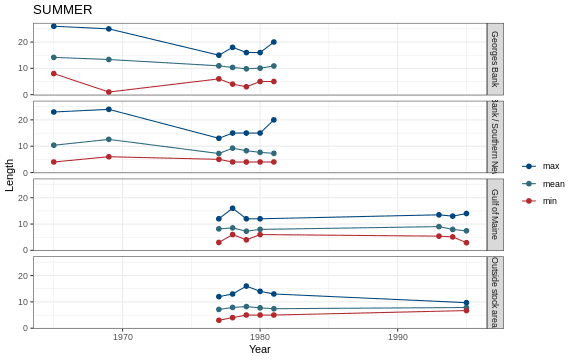 SUMMER
Length
20
10
0
Georges Bank
20
10
0
Bank / Southern Ne
20
10
0
Gulf of Maine
20
10
0
Outside stock area
1970
1980
1990
Year
max
mean
min